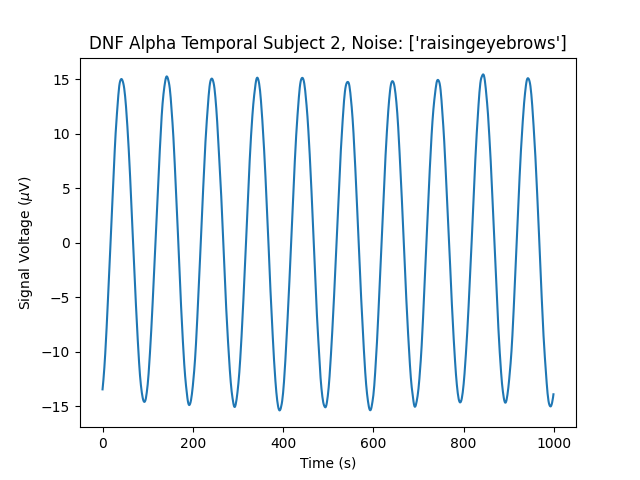 DNF Alpha Temporal Subject 2, Noise: ['raisingeyebrows']
15
10
5
0
−5
−10
−15
Signal Voltage (μV)
0 200 400 600 800 1000
Time (s)